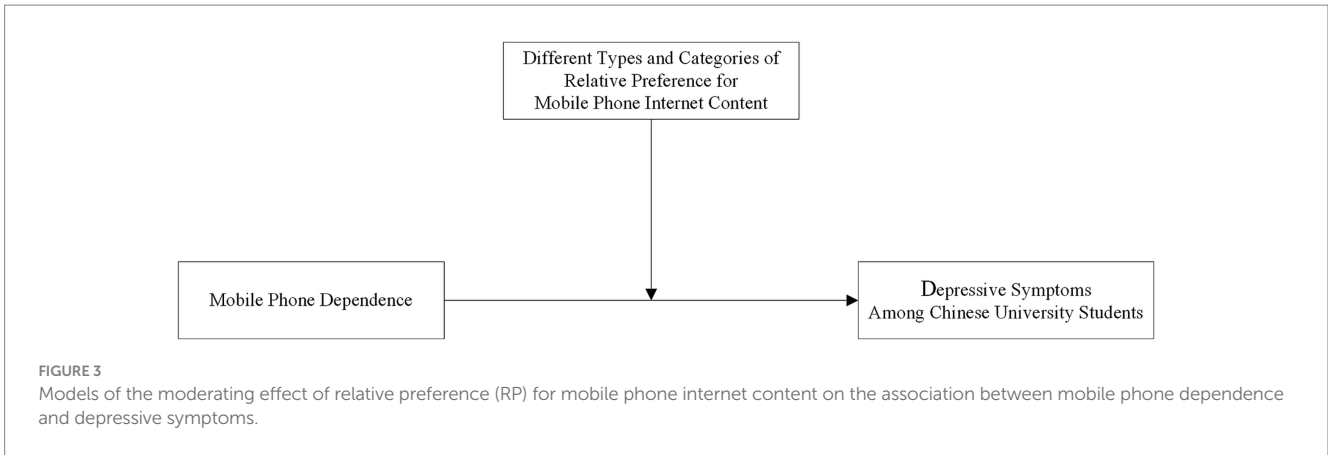 Different Types and Categories of
Relative Preference for
Mobile Phone Internet Content
Mobile Phone Dependence
Depressive Symptoms
Among Chinese University Students
FIGURE 3
Models of the moderating effect of relative preference (RP) for mobile phone internet content on the association between mobile phone dependence
and depressive symptoms.